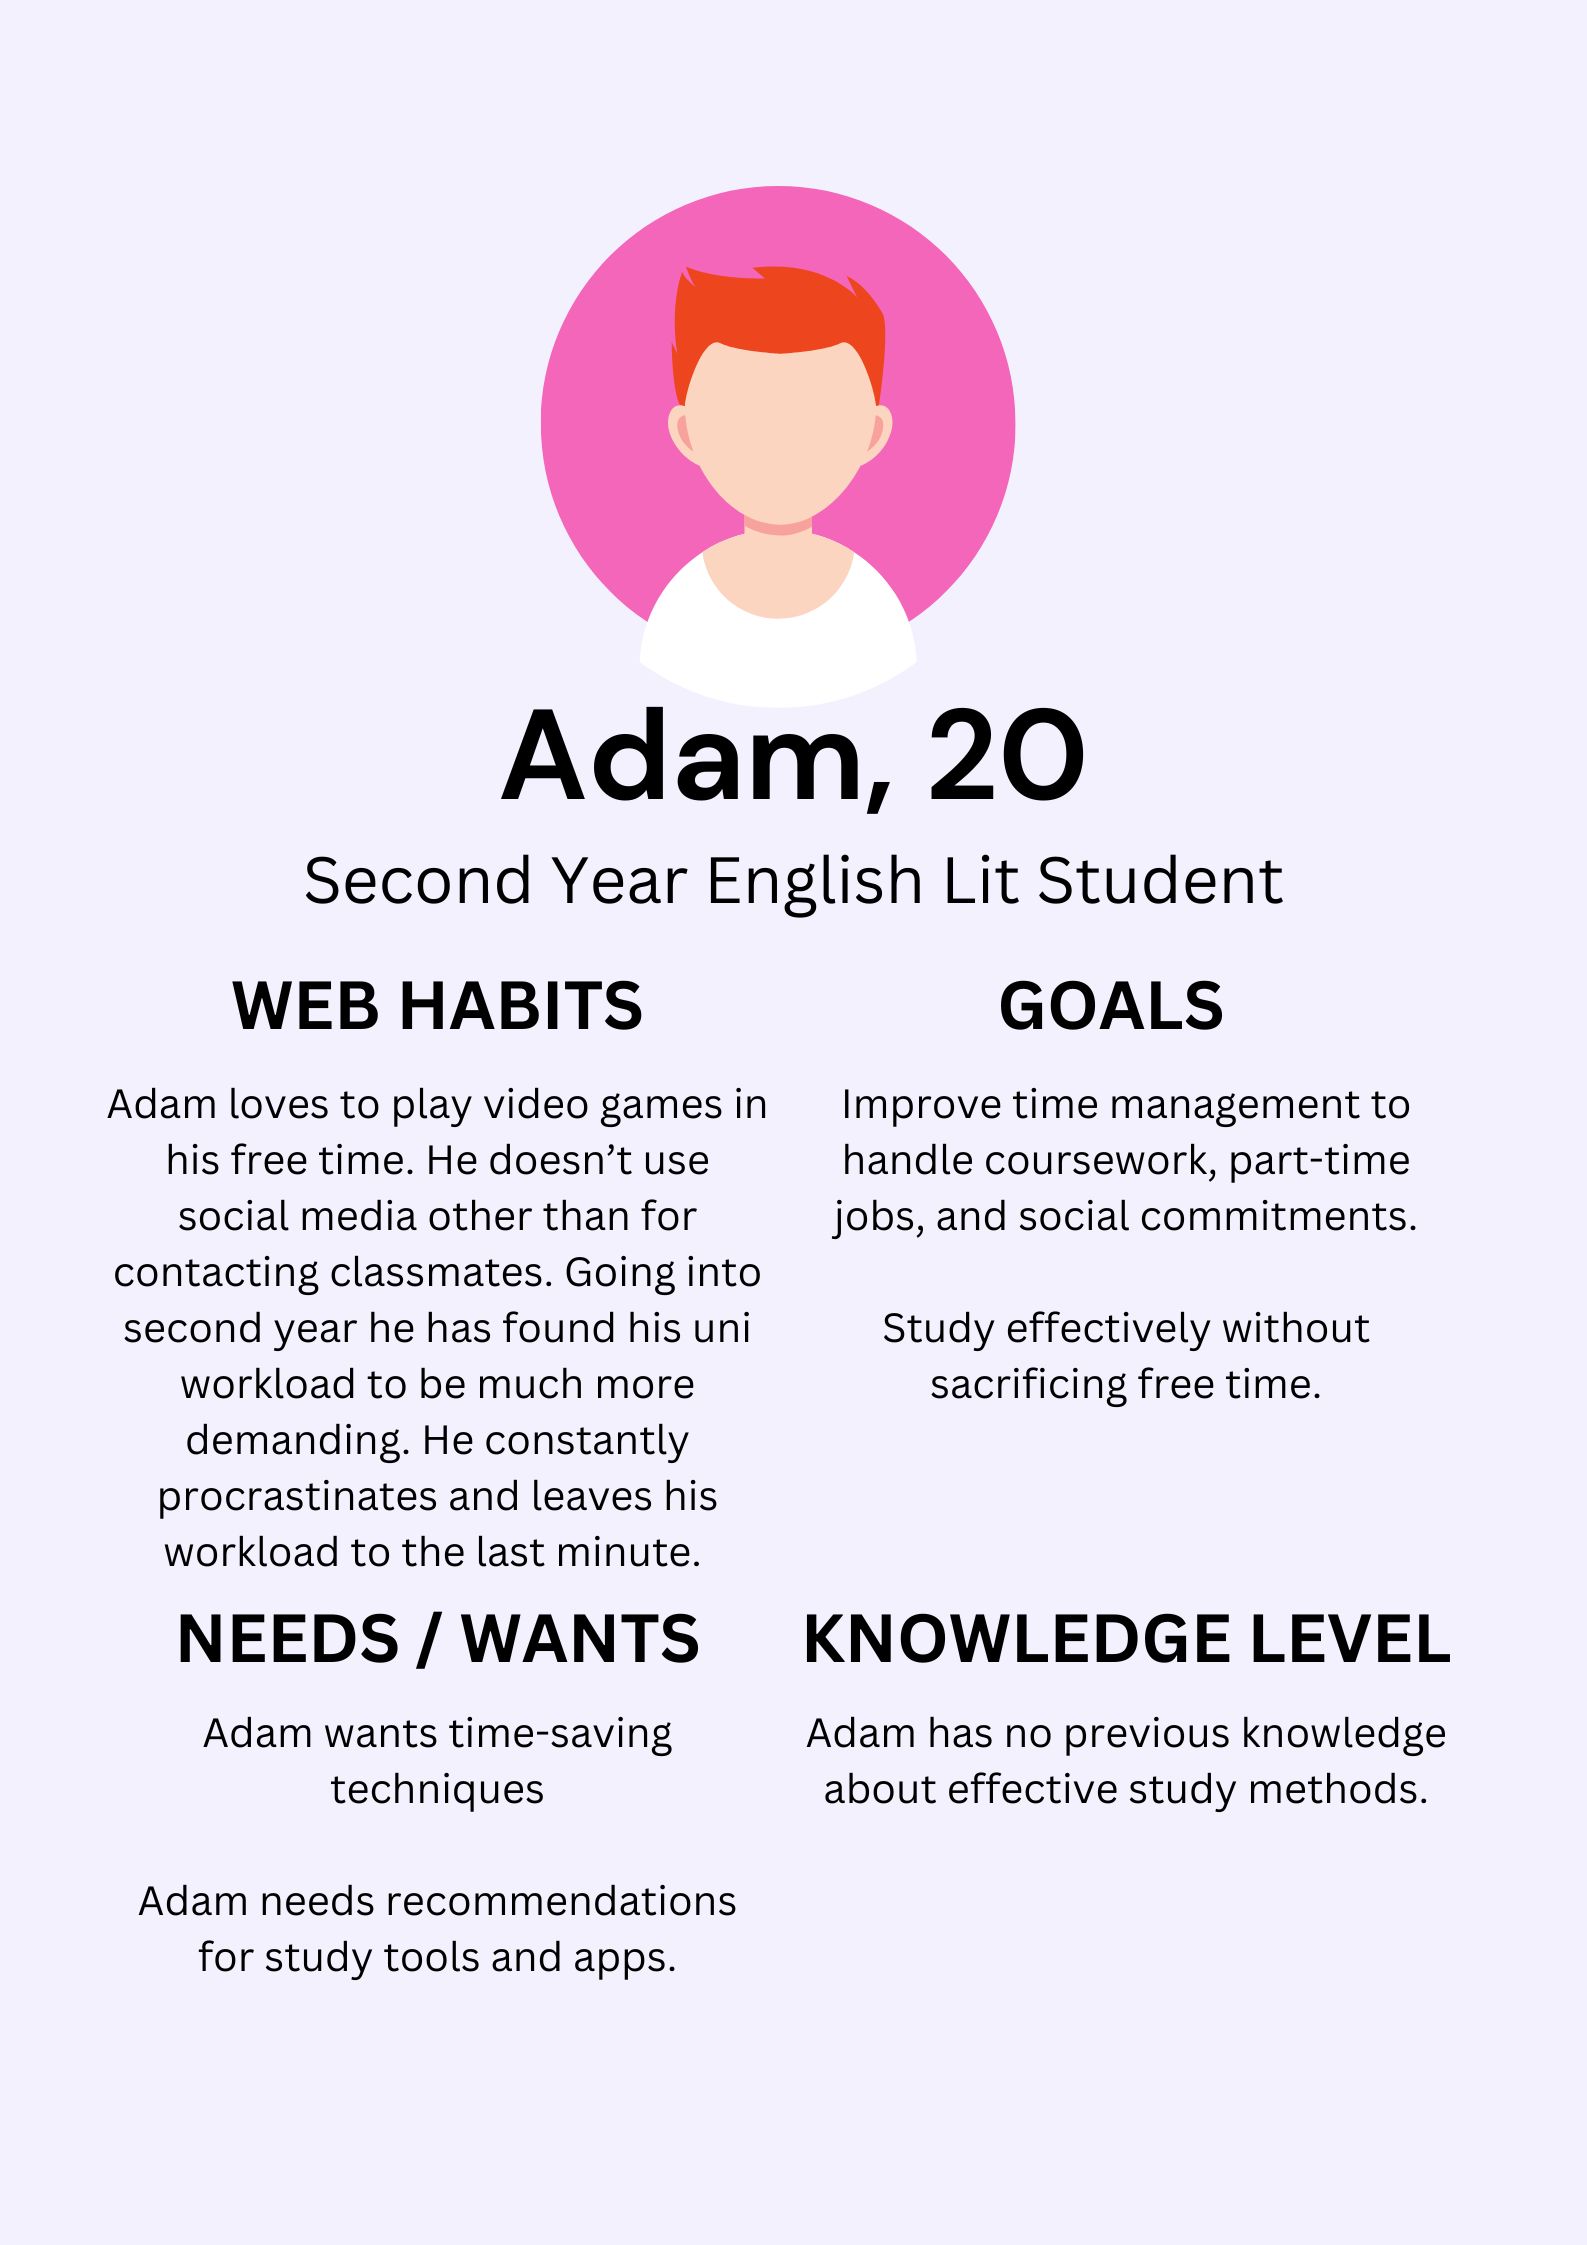 Adam, 20
Second Year English Lit Student
WEB HABITS
Adam loves to play video games in
his free time. He doesn’t use
social media other than for
contacting classmates. Going into
second year he has found his uni
workload to be much more
demanding. He constantly
procrastinates and leaves his
workload to the last minute.
GOALS
Improve time management to
handle coursework, part-time
jobs, and social commitments.
Study effectively without
sacrificing free time.
NEEDS / WANTS
Adam wants time-saving
techniques
Adam needs recommendations
for study tools and apps.
KNOWLEDGE LEVEL
Adam has no previous knowledge
about effective study methods.